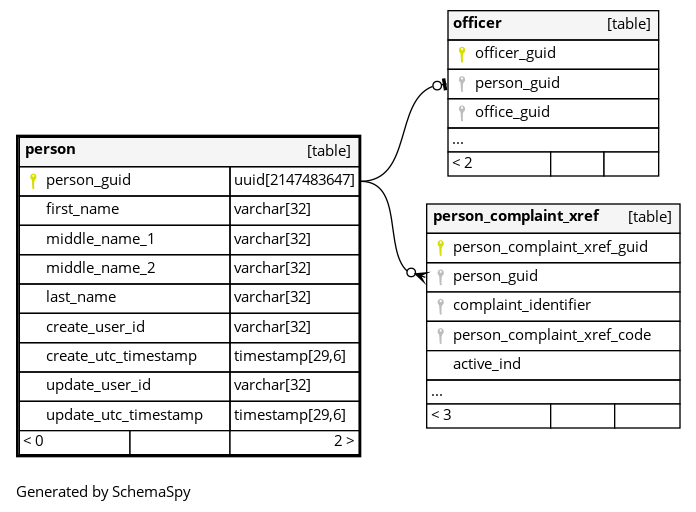 officer [table]
officer_guid
person_guid
office_guid
...
< 2
person [table]
person_guid uuid[2147483647]
first_name varchar[32]
middle_name_1 varchar[32]
middle_name_2 varchar[32]
last_name varchar[32]
create_user_id varchar[32]
create_utc_timestamp timestamp[29,6]
update_user_id varchar[32]
update_utc_timestamp timestamp[29,6]
< 0 2 >
person_complaint_xref [table]
person_complaint_xref_guid
person_guid
complaint_identifier
person_complaint_xref_code
active_ind
...
< 3
Generated by SchemaSpy